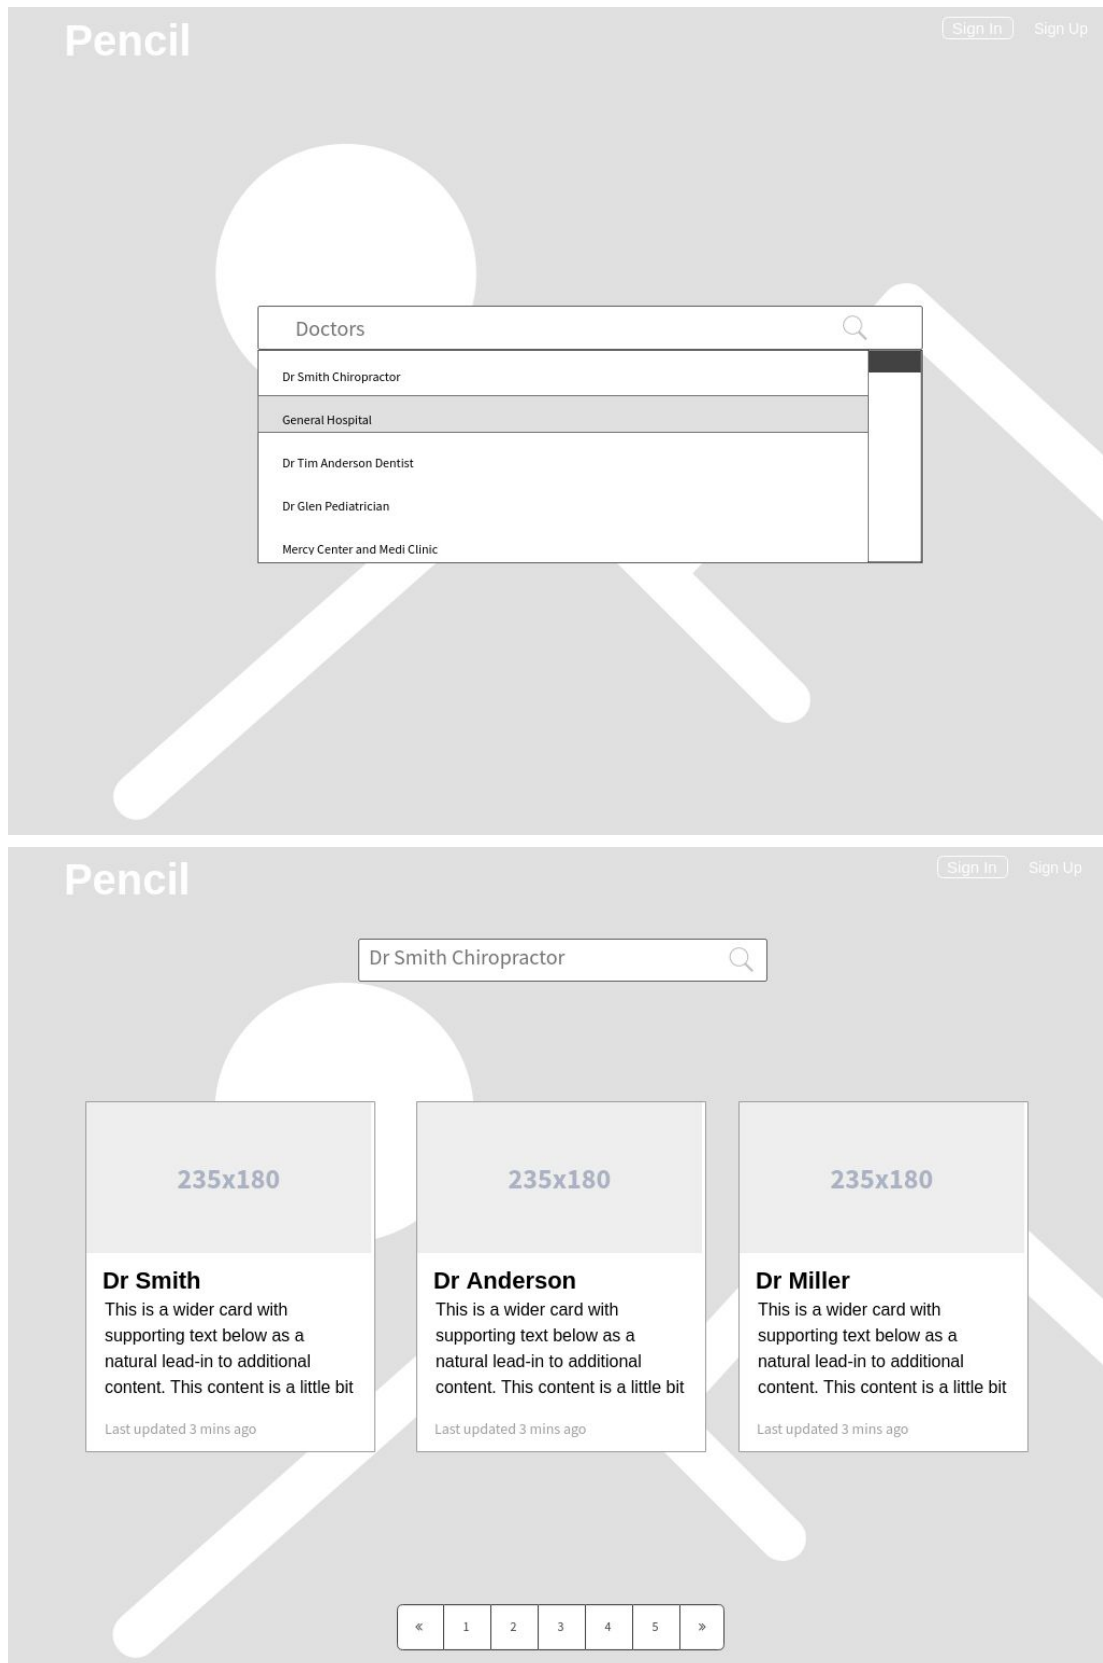 Pencil
Sign In Sign Up
Doctors
Dr Smith Chiropractor
General Hospital
Dr Tim Anderson Dentist
Dr Glen Pediatrician
Mercy Center and Medi Clinic
Pencil
Sign In Sign Up
Dr Smith Chiropractor
235x180
Dr Smith
This is a wider card with
supporting text below as a
natural lead-in to additional
content. This content is a little bit
Last updated 3 mins ago
235x180
Dr Anderson
This is a wider card with
supporting text below as a
natural lead-in to additional
content. This content is a little bit
Last updated 3 mins ago
235x180
Dr Miller
This is a wider card with
supporting text below as a
natural lead-in to additional
content. This content is a little bit
Last updated 3 mins ago
« 1 2 3 4 5 »